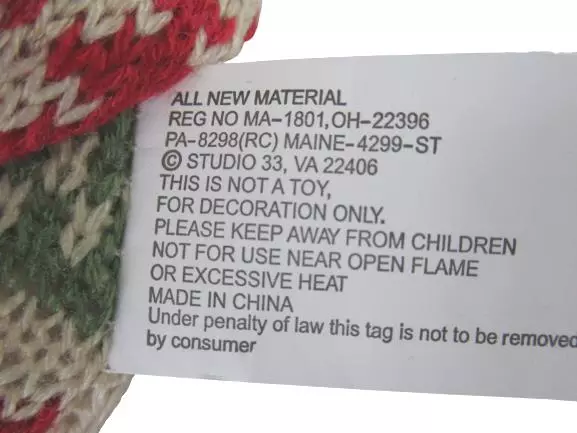 ALL NEW MATERIAL
REG NO MA-1801,OH-22396
PA-8298(RC) MAINE-4299-ST
© STUDIO 33, VA 22406
THIS IS NOT A TOY,
FOR DECORATION ONLY.
PLEASE KEEP AWAY FROM CHILDREN
NOT FOR USE NEAR OPEN FLAME
OR EXCESSIVE HEAT
MADE IN CHINA
Under penalty of law this tag is not to be removed
by consumer